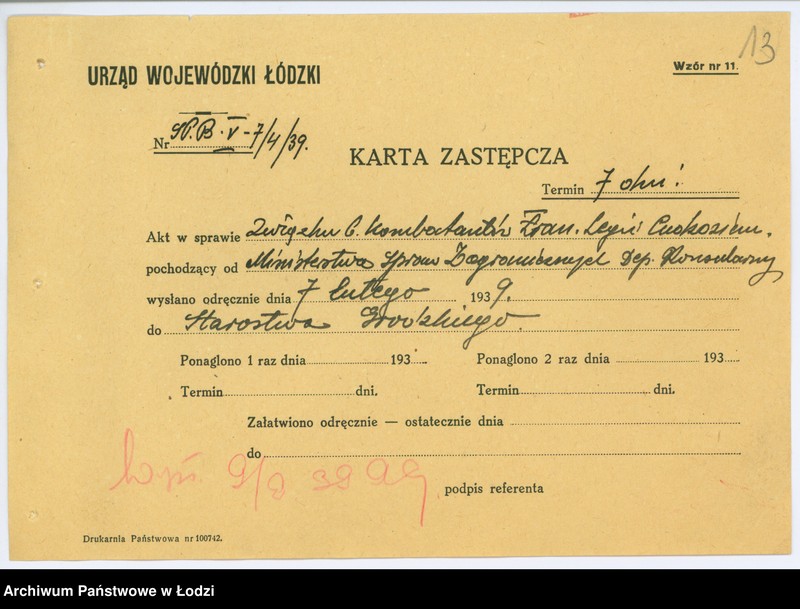 13
URZĄD WOJEWÓDZKI ŁÓDZKI
Wzór nr 11.
Nr SP.B.V-7/4/39.
KARTA ZASTĘPCZA
Termin 7 dni!
Akt w sprawie Związku b. kombatantów Fran. Legii Cudzoziem.
pochodzący od Ministerstwa Spraw Zagranicznych Dep. Konsularny
wysłano odręcznie dnia 7 lutego 1939.
do Starostwa Grodzkiego.
Ponaglono 1 raz dnia 193 Ponaglono 2 raz dnia 193
Termin dni. Termin dni.
Załatwiono odręcznie — ostatecznie dnia
do
podpis referenta
Drukarnia Państwowa nr 100742.
Archiwum Państwowe w Łodzi